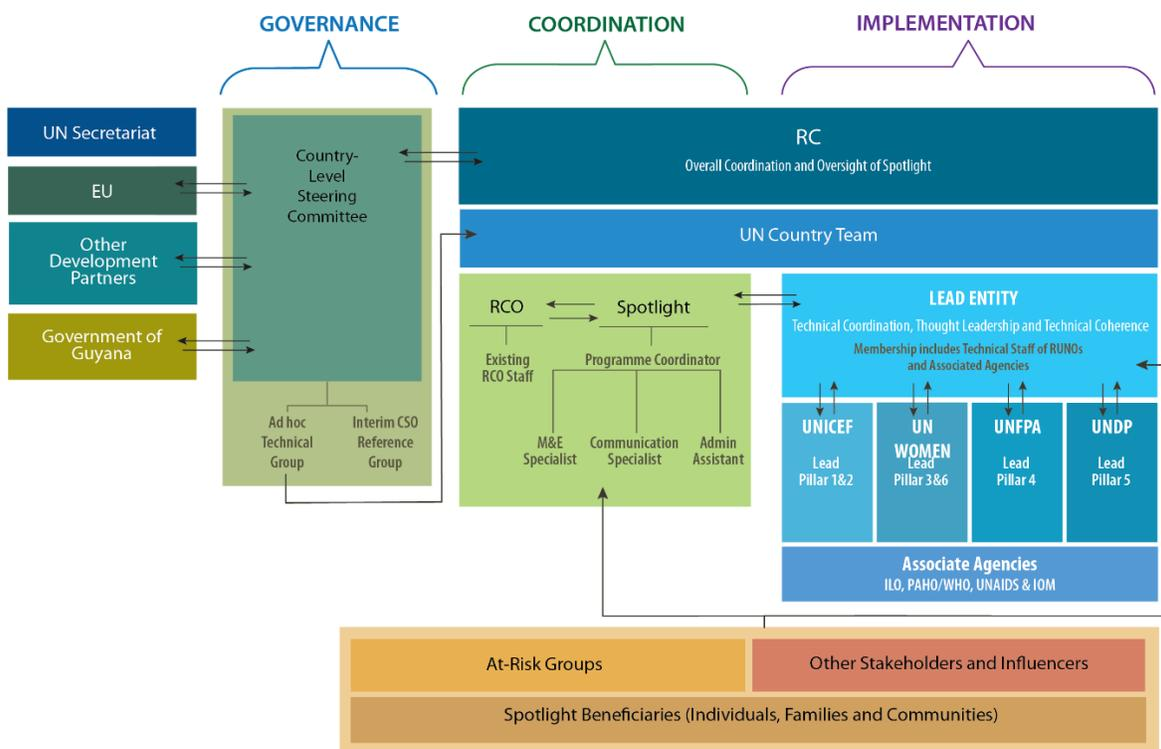 GOVERNANCE
COORDINATION
IMPLEMENTATION
UN Secretariat
EU
Other
Development
Partners
Government of
Guyana
Country-
Level
Steering
Committee
Ad hoc
Technical
Group
Interim CSO
Reference
Group
RC
Overall Coordination and Oversight of Spotlight
UN Country Team
RCO
Spotlight
Existing
RCO Staff
Programme Coordinator
M&E
Specialist
Communication
Specialist
Admin
Assistant
LEAD ENTITY
Technical Coordination, Thought Leadership and Technical Coherence
Membership includes Technical Staff of RUNOs
and Associated Agencies
UNICEF
Lead
Pillar 1&2
UN
WOMEN
Lead
Pillar 3&6
UNFPA
Lead
Pillar 4
UNDP
Lead
Pillar 5
Associate Agencies
ILO, PAHO/WHO, UNAIDS & IOM
At-Risk Groups
Other Stakeholders and Influencers
Spotlight Beneficiaries (Individuals, Families and Communities)